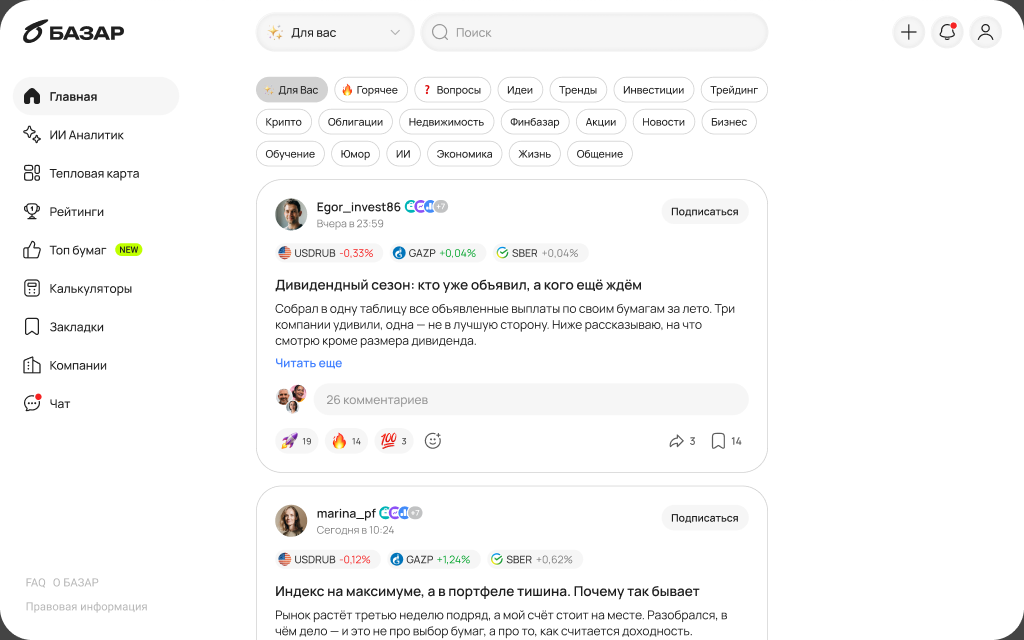 БАЗАР
Для вас
Поиск
Главная
ИИ Аналитик
Тепловая карта
Рейтинги
Топ бумаг NEW
Калькуляторы
Закладки
Компании
Чат
FAQ О БАЗАР
Правовая информация
Для Вас Горячее Вопросы Идеи Тренды Инвестиции Трейдинг
Крипто Облигации Недвижимость Финбазар Акции Новости Бизнес
Обучение Юмор ИИ Экономика Жизнь Общение
Egor_invest86 +7
Вчера в 23:59
Подписаться
USDRUB -0,33% GAZP +0,04% SBER +0,04%
Дивидендный сезон: кто уже объявил, а кого ещё ждём
Собрал в одну таблицу все объявленные выплаты по своим бумагам за лето. Три
компании удивили, одна — не в лучшую сторону. Ниже рассказываю, на что
смотрю кроме размера дивиденда.
Читать еще
26 комментариев
19 14 100 3 3 14
marina_pf +7
Сегодня в 10:24
Подписаться
USDRUB -0,12% GAZP +1,24% SBER +0,62%
Индекс на максимуме, а в портфеле тишина. Почему так бывает
Рынок растёт третью неделю подряд, а мой счёт стоит на месте. Разобрался, в
чём дело — и это не про выбор бумаг, а про то, как считается доходность.